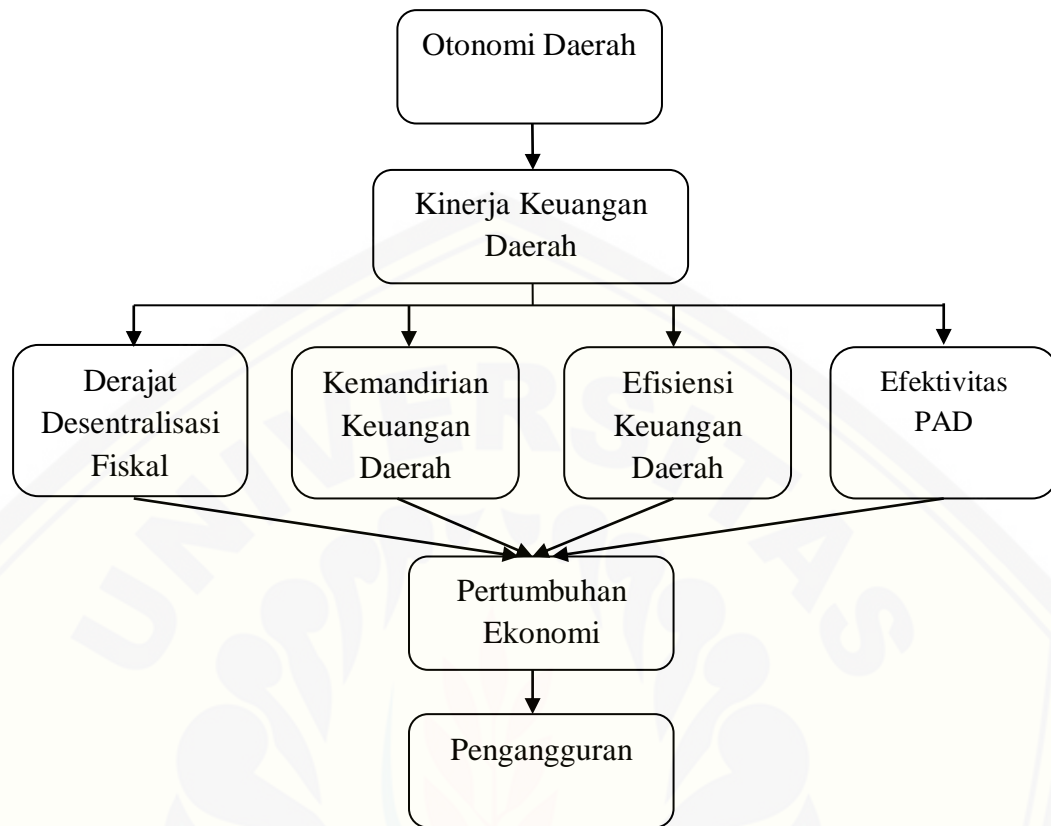 Otonomi Daerah
Kinerja Keuangan
Daerah
Derajat
Desentralisasi
Fiskal
Kemandirian
Keuangan
Daerah
Efisiensi
Keuangan
Daerah
Efektivitas
PAD
UNIVERSITAS
Pertumbuhan
Ekonomi
Pengangguran